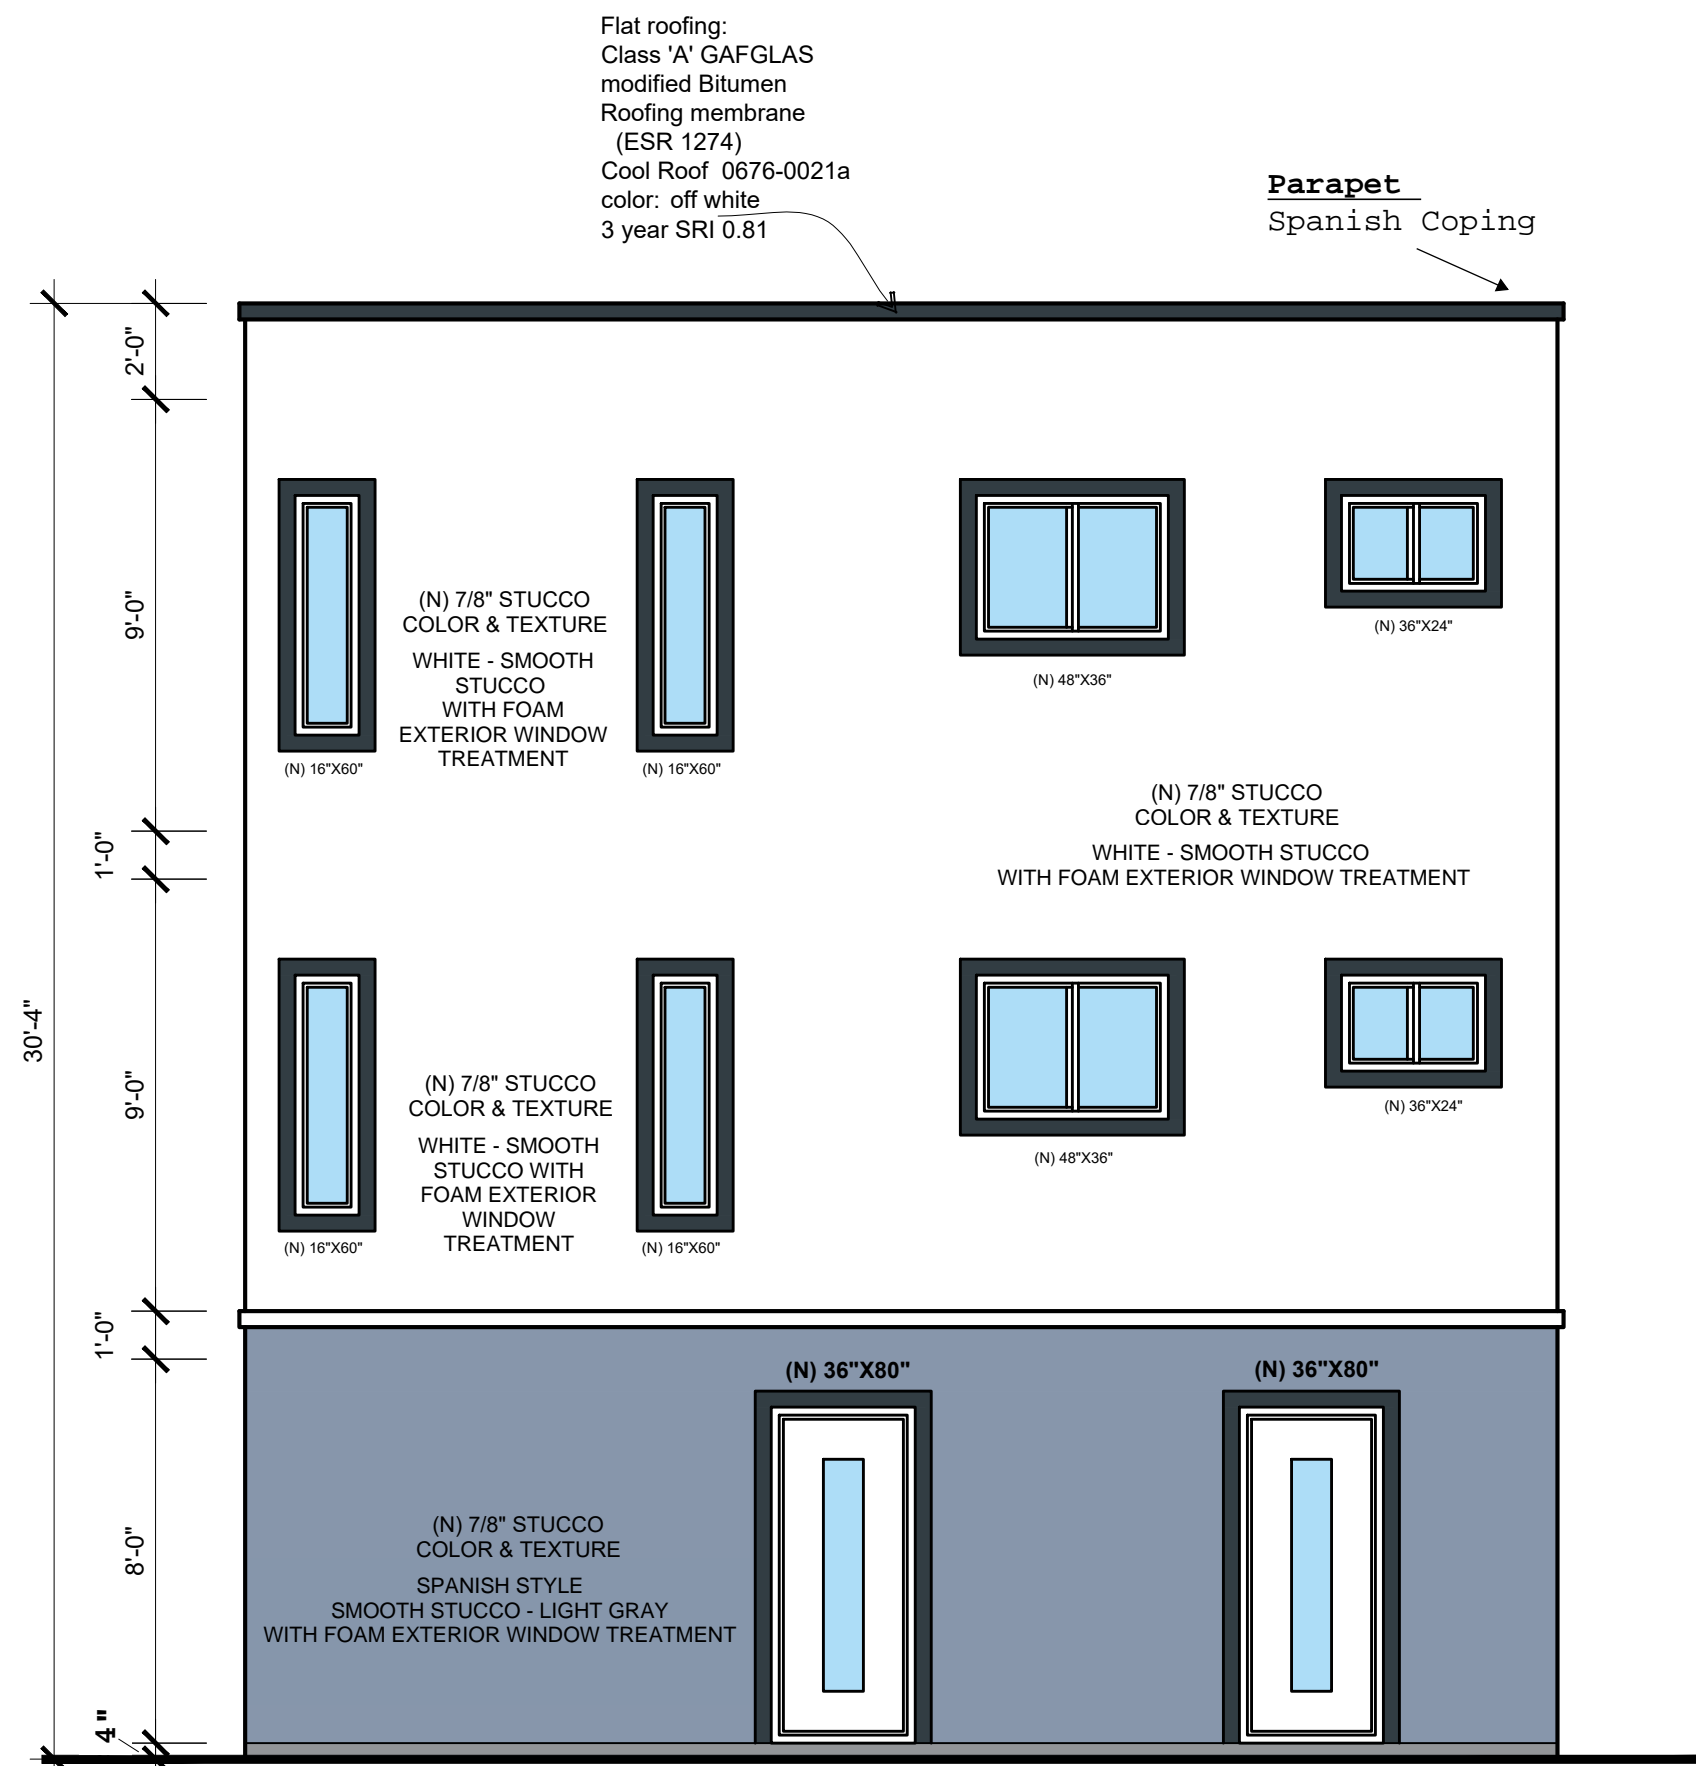 Flat roofing:
Class 'A' GAFGLAS
modified Bitumen
Roofing membrane
(ESR 1274)
Cool Roof 0676-0021a
color: off white
3 year SRI 0.81
Parapet
Spanish Coping
2'-0"
9'-0"
1'-0"
9'-0"
1'-0"
8'-0"
4"
30'-4"
(N) 7/8" STUCCO
COLOR & TEXTURE
WHITE - SMOOTH
STUCCO
WITH FOAM
EXTERIOR WINDOW
TREATMENT
(N) 16"X60"
(N) 16"X60"
(N) 48"X36"
(N) 36"X24"
(N) 7/8" STUCCO
COLOR & TEXTURE
WHITE - SMOOTH STUCCO
WITH FOAM EXTERIOR WINDOW TREATMENT
(N) 7/8" STUCCO
COLOR & TEXTURE
WHITE - SMOOTH
STUCCO WITH
FOAM EXTERIOR
WINDOW
TREATMENT
(N) 16"X60"
(N) 16"X60"
(N) 48"X36"
(N) 36"X24"
(N) 36"X80"
(N) 36"X80"
(N) 7/8" STUCCO
COLOR & TEXTURE
SPANISH STYLE
SMOOTH STUCCO - LIGHT GRAY
WITH FOAM EXTERIOR WINDOW TREATMENT